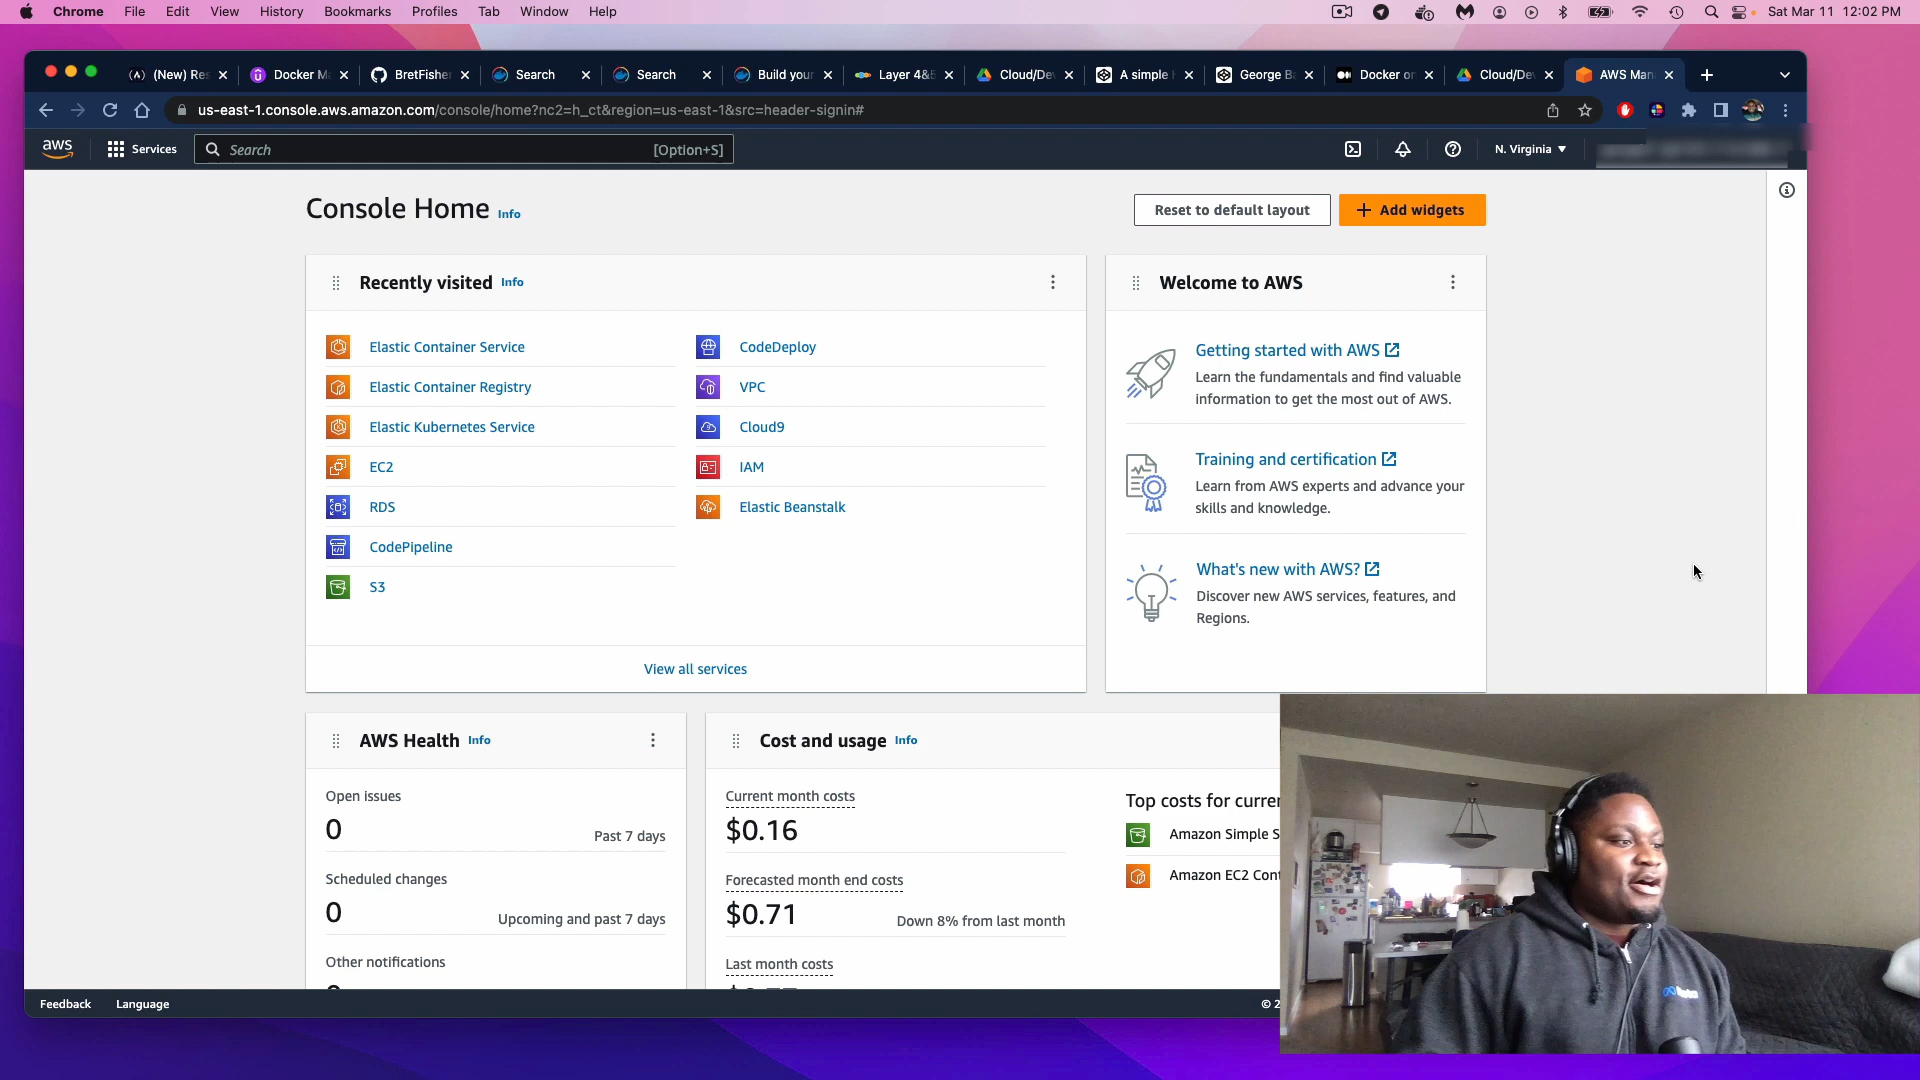 Chrome File Edit View History Bookmarks Profiles Tab Window Help
Sat Mar 11 12:02 PM
(New) Re
Docker M
BretFisher
Search
Search
Build your
Layer 4&
Cloud/De
A simple
George B
Docker on
Cloud/De
AWS Man
us-east-1.console.aws.amazon.com/console/home?nc2=h_ct&region=us-east-1&src=header-signin#
aws
Services
Search
[Option+S]
N. Virginia
Console Home Info
Reset to default layout
Add widgets
Recently visited Info
Elastic Container Service
Elastic Container Registry
Elastic Kubernetes Service
EC2
RDS
CodePipeline
S3
CodeDeploy
VPC
Cloud9
IAM
Elastic Beanstalk
View all services
Welcome to AWS
Getting started with AWS
Learn the fundamentals and find valuable
information to get the most out of AWS.
Training and certification
Learn from AWS experts and advance your
skills and knowledge.
What's new with AWS?
Discover new AWS services, features, and
Regions.
AWS Health Info
Open issues
0
Past 7 days
Scheduled changes
0
Upcoming and past 7 days
Other notifications
Cost and usage Info
Current month costs
$0.16
Forecasted month end costs
$0.71
Down 8% from last month
Last month costs
Top costs for curre
Amazon Simple S
Amazon EC2 Cont
Feedback
Language
© 2